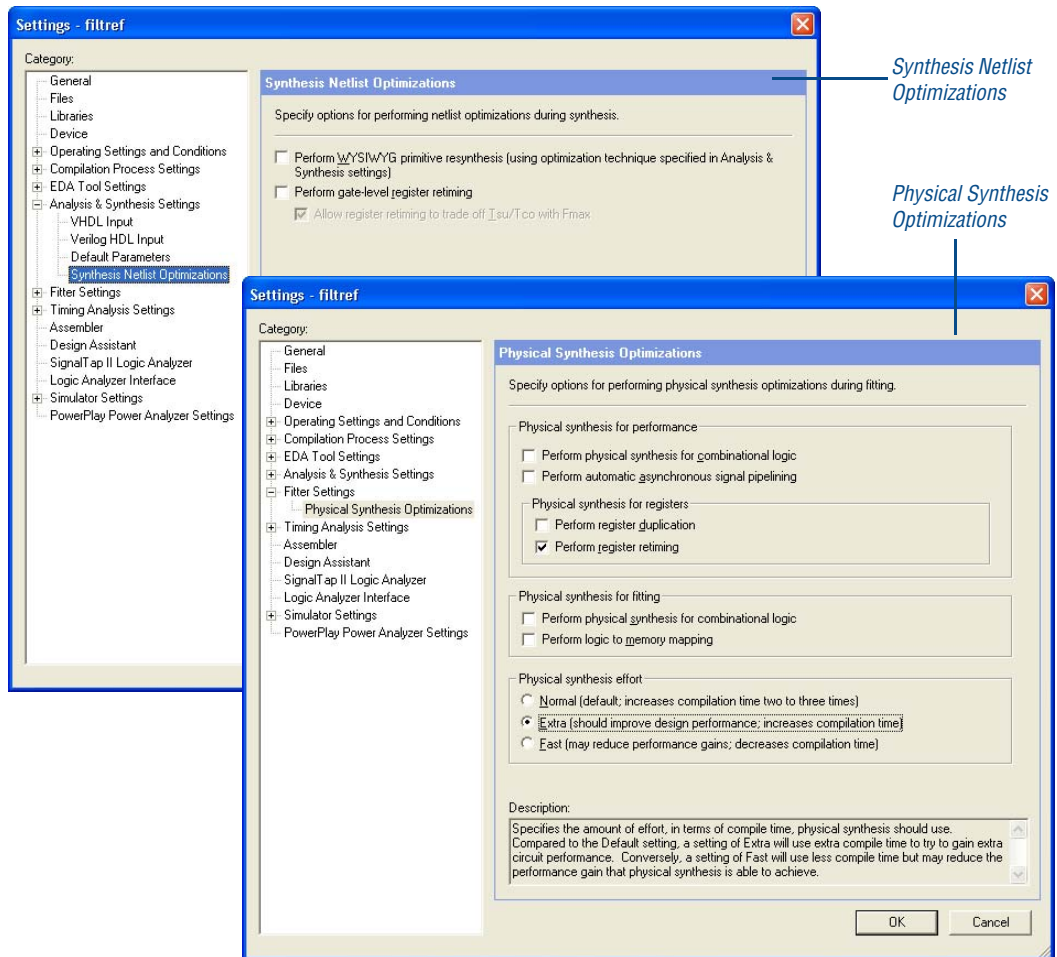 Settings - filtref
Category:
General
Files
Libraries
Device
Operating Settings and Conditions
Compilation Process Settings
EDA Tool Settings
Analysis & Synthesis Settings
VHDL Input
Verilog HDL Input
Default Parameters
Synthesis Netlist Optimizations
Fitter Settings
Timing Analysis Settings
Assembler
Design Assistant
SignalTap II Logic Analyzer
Logic Analyzer Interface
Simulator Settings
PowerPlay Power Analyzer Settings
Synthesis Netlist Optimizations
Specify options for performing netlist optimizations during synthesis.
Perform WYSIWYG primitive resynthesis (using optimization technique specified in Analysis &
Synthesis settings)
Perform gate-level register retiming
Allow register retiming to trade off Tsu/Tco with Fmax
Synthesis Netlist
Optimizations
Physical Synthesis
Optimizations
Settings - filtref
Category:
General
Files
Libraries
Device
Operating Settings and Conditions
Compilation Process Settings
EDA Tool Settings
Analysis & Synthesis Settings
Fitter Settings
Physical Synthesis Optimizations
Timing Analysis Settings
Assembler
Design Assistant
SignalTap II Logic Analyzer
Logic Analyzer Interface
Simulator Settings
PowerPlay Power Analyzer Settings
Physical Synthesis Optimizations
Specify options for performing physical synthesis optimizations during fitting.
Physical synthesis for performance
Perform physical synthesis for combinational logic
Perform automatic asynchronous signal pipelining
Physical synthesis for registers
Perform register duplication
Perform register retiming
Physical synthesis for fitting
Perform physical synthesis for combinational logic
Perform logic to memory mapping
Physical synthesis effort
Normal (default; increases compilation time two to three times)
Extra (should improve design performance; increases compilation time)
Fast (may reduce performance gains; decreases compilation time)
Description:
Specifies the amount of effort, in terms of compile time, physical synthesis should use.
Compared to the Default setting, a setting of Extra will use extra compile time to try to gain extra
circuit performance. Conversely, a setting of Fast will use less compile time but may reduce the
performance gain that physical synthesis is able to achieve.
OK
Cancel